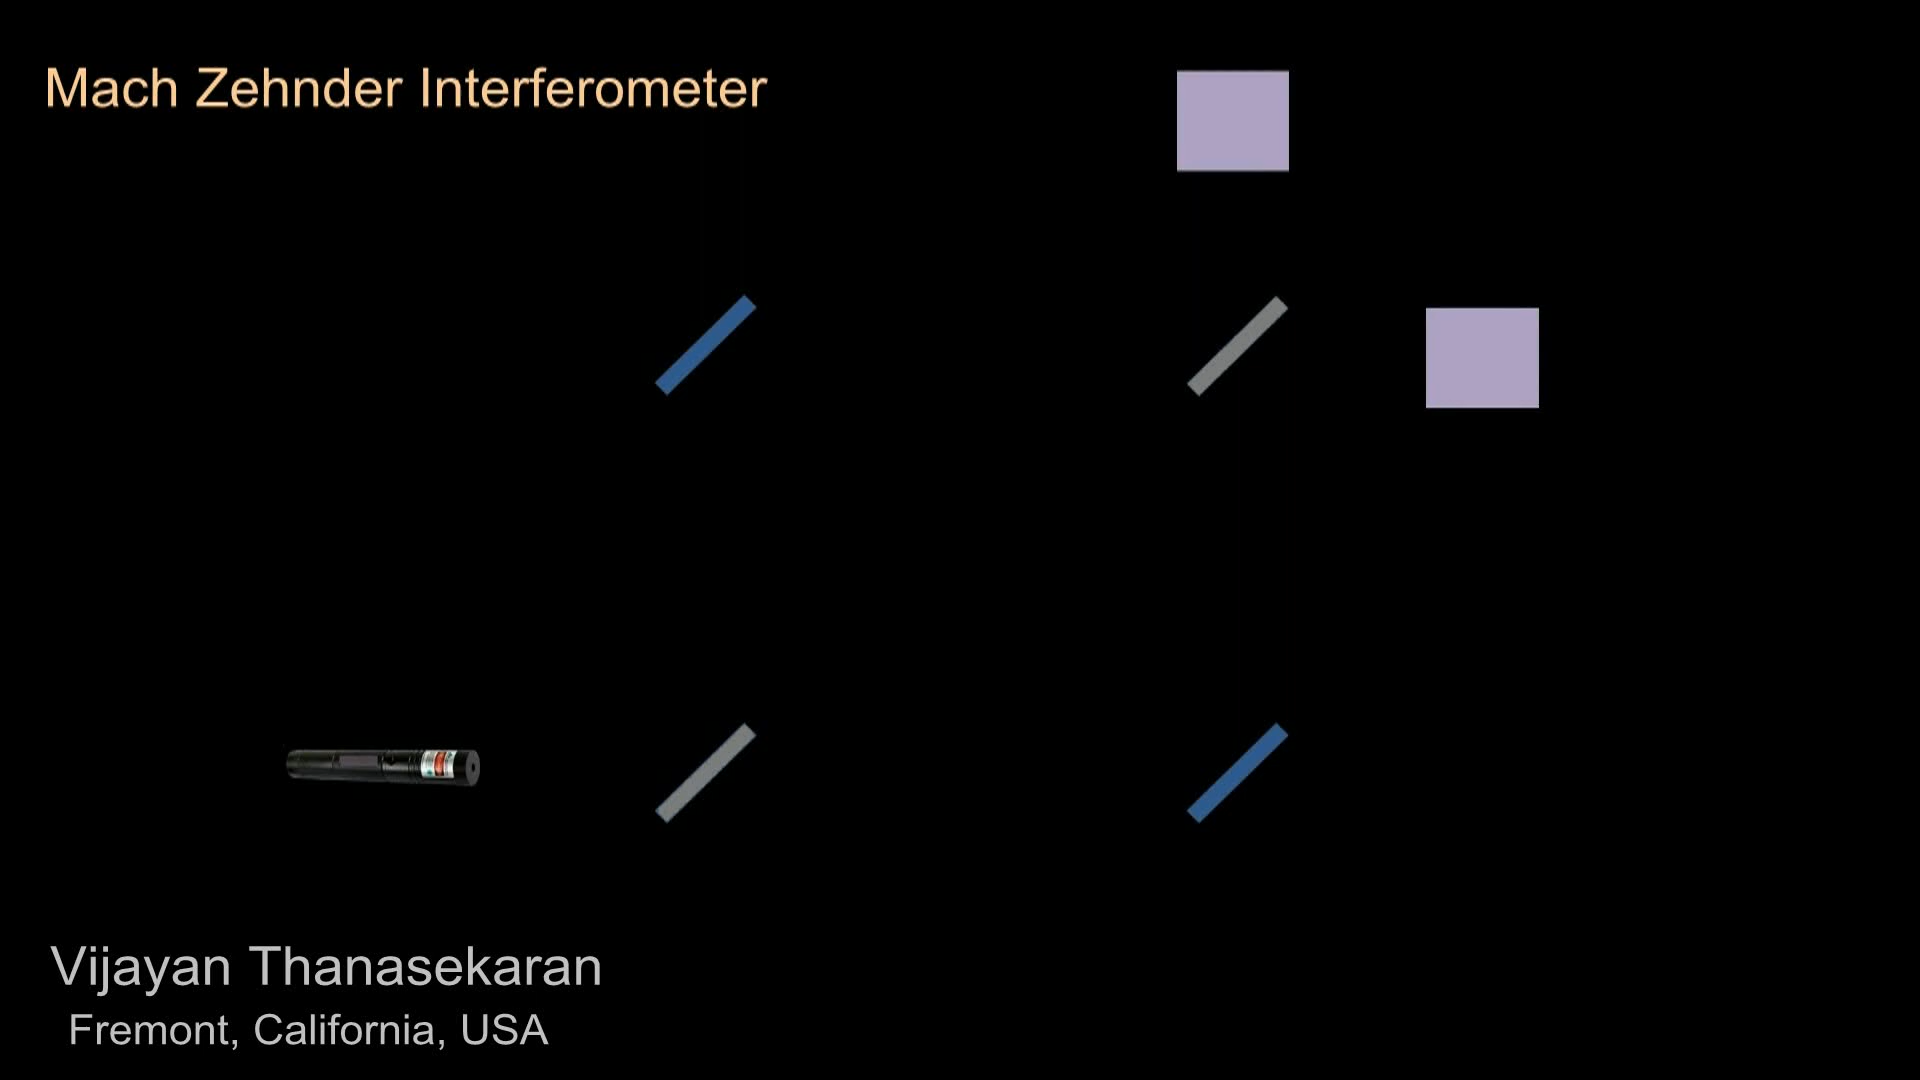 Mach Zehnder Interferometer
Vijayan Thanasekaran
Fremont, California, USA